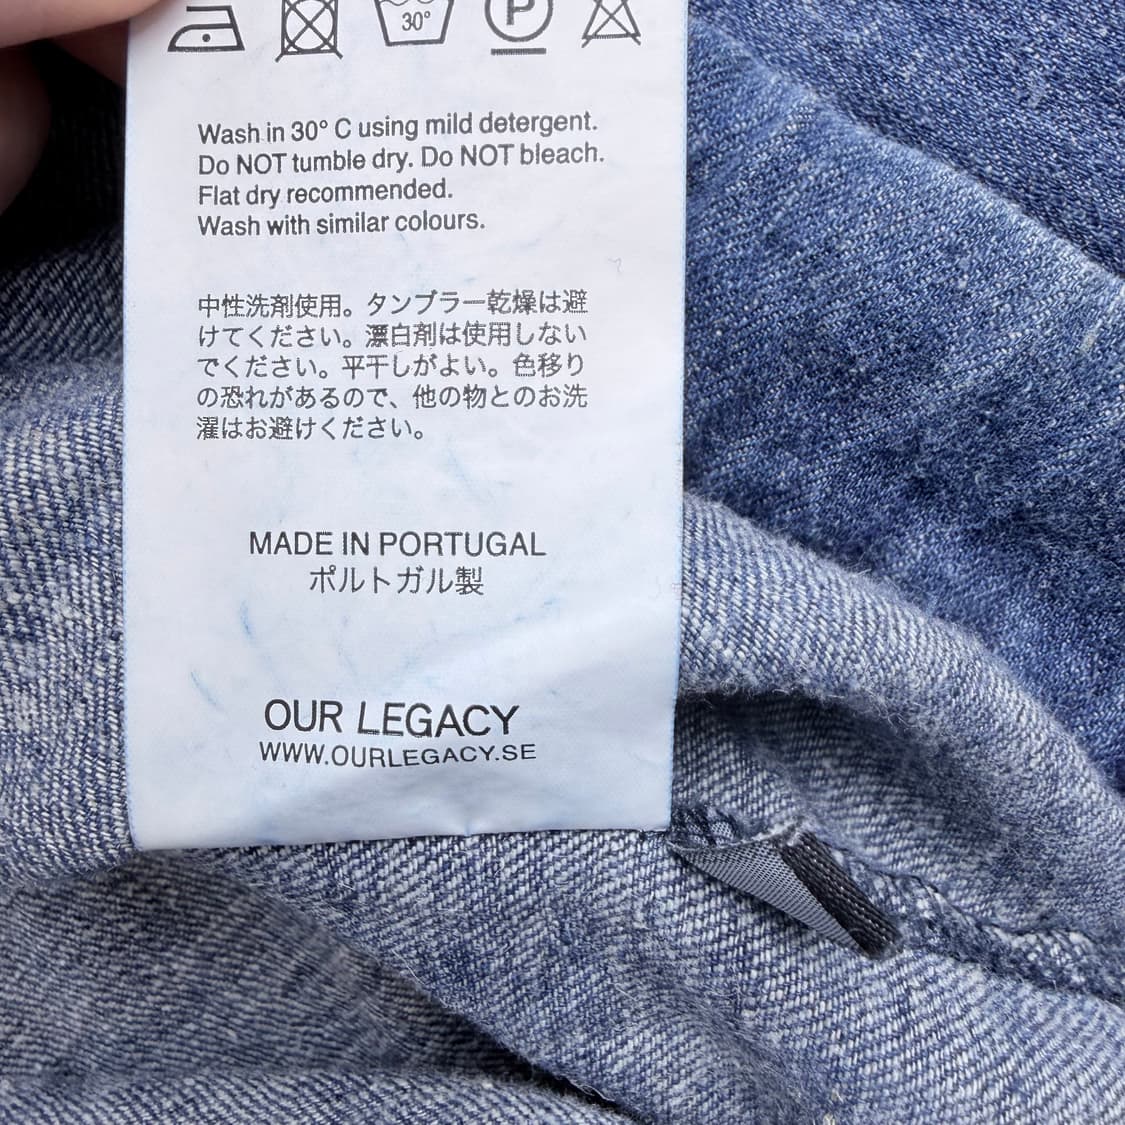 30°
P
Wash in 30° C using mild detergent.
Do NOT tumble dry. Do NOT bleach.
Flat dry recommended.
Wash with similar colours.
中性洗剤使用。タンブラー乾燥は避
けてください。漂白剤は使用しない
でください。平干しがよい。色移り
の恐れがあるので、他の物とのお洗
濯はお避けください。
MADE IN PORTUGAL
ポルトガル製
OUR LEGACY
WWW.OURLEGACY.SE